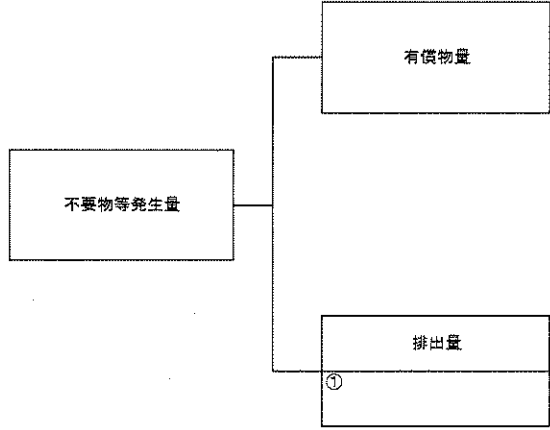 有償物量
不要物等発生量
排出量
①